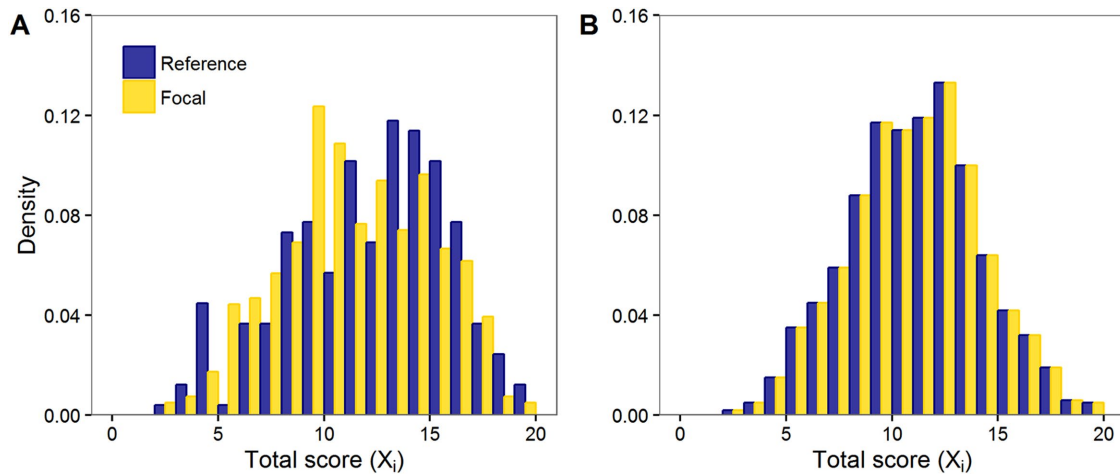 A
Reference
Focal
Density
0.16
0.12
0.08
0.04
0.00
0 5 10 15 20
Total score (Xi)
B
0.16
0.12
0.08
0.04
0.00
0 5 10 15 20
Total score (Xi)